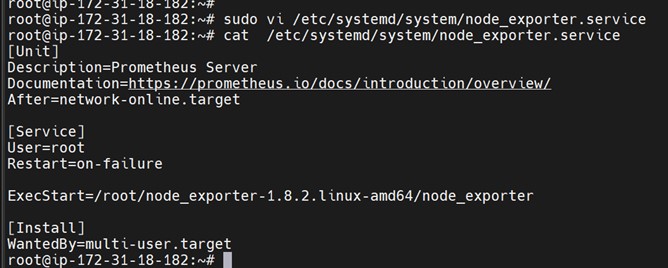 root@ip-172-31-18-182:~#
root@ip-172-31-18-182:~# sudo vi /etc/systemd/system/node_exporter.service
root@ip-172-31-18-182:~# cat  /etc/systemd/system/node_exporter.service
[Unit]
Description=Prometheus Server
Documentation=https://prometheus.io/docs/introduction/overview/
After=network-online.target

[Service]
User=root
Restart=on-failure

ExecStart=/root/node_exporter-1.8.2.linux-amd64/node_exporter

[Install]
WantedBy=multi-user.target
root@ip-172-31-18-182:~#